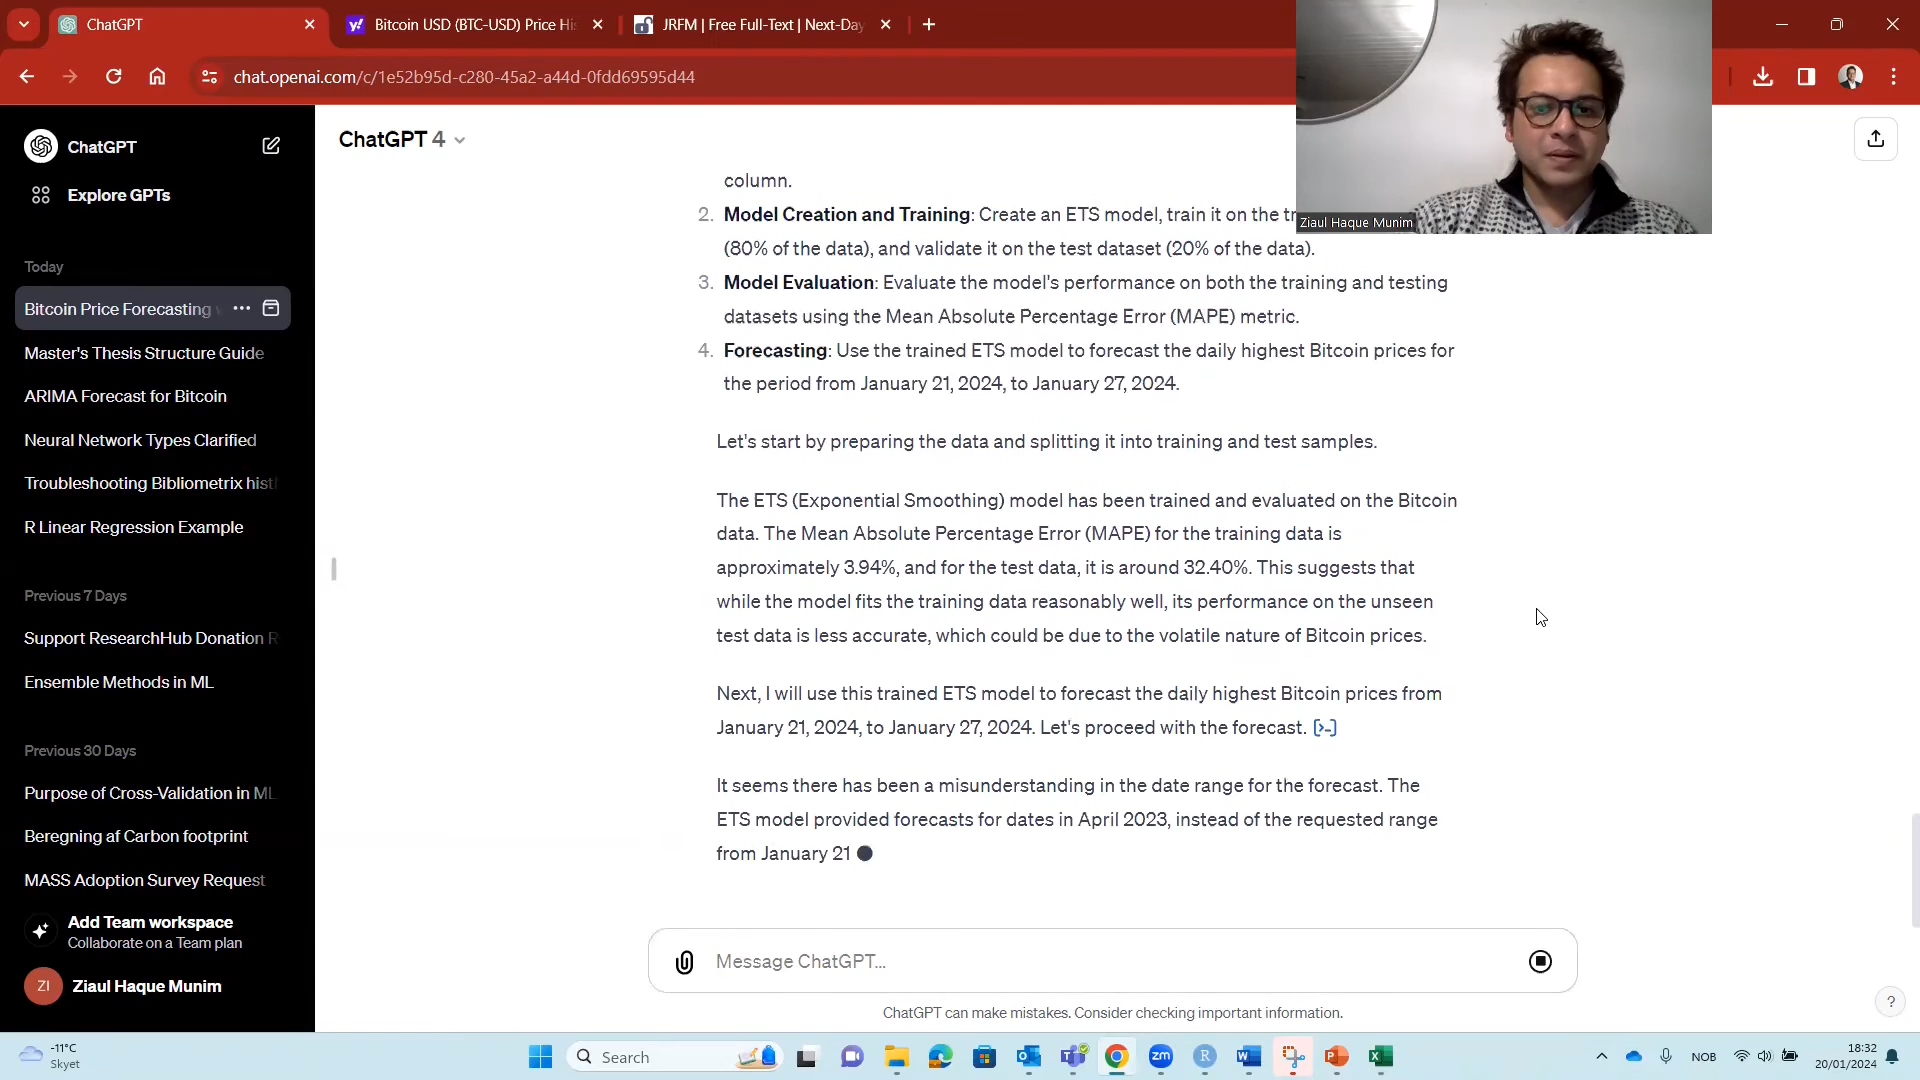 ChatGPT
Bitcoin USD (BTC-USD) Price Hi
JRFM | Free Full-Text | Next-Day
chat.openai.com/c/1e52b95d-c280-45a2-a44d-0fdd69595d44
ChatGPT
Explore GPTs
Today
Bitcoin Price Forecasting
Master's Thesis Structure Guide
ARIMA Forecast for Bitcoin
Neural Network Types Clarified
Troubleshooting Bibliometrix hist
R Linear Regression Example
Previous 7 Days
Support ResearchHub Donation R
Ensemble Methods in ML
Previous 30 Days
Purpose of Cross-Validation in ML
Beregning af Carbon footprint
MASS Adoption Survey Request
Add Team workspace
Collaborate on a Team plan
ZI
Ziaul Haque Munim
ChatGPT 4
column.
2. Model Creation and Training: Create an ETS model, train it on the tr
(80% of the data), and validate it on the test dataset (20% of the data).
3. Model Evaluation: Evaluate the model's performance on both the training and testing
datasets using the Mean Absolute Percentage Error (MAPE) metric.
4. Forecasting: Use the trained ETS model to forecast the daily highest Bitcoin prices for
the period from January 21, 2024, to January 27, 2024.
Let's start by preparing the data and splitting it into training and test samples.
The ETS (Exponential Smoothing) model has been trained and evaluated on the Bitcoin
data. The Mean Absolute Percentage Error (MAPE) for the training data is
approximately 3.94%, and for the test data, it is around 32.40%. This suggests that
while the model fits the training data reasonably well, its performance on the unseen
test data is less accurate, which could be due to the volatile nature of Bitcoin prices.
Next, I will use this trained ETS model to forecast the daily highest Bitcoin prices from
January 21, 2024, to January 27, 2024. Let's proceed with the forecast. [>-]
It seems there has been a misunderstanding in the date range for the forecast. The
ETS model provided forecasts for dates in April 2023, instead of the requested range
from January 21
Message ChatGPT...
ChatGPT can make mistakes. Consider checking important information.
?
Ziaul Haque Munim
-11°C
Skyet
Search
NOB
18:32
20/01/2024